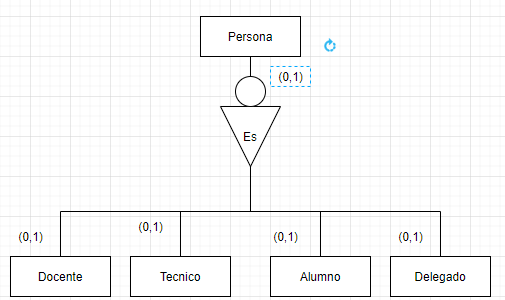 Persona
(0,1)
Es
(0,1)
(0,1)
(0,1)
(0,1)
Docente
Tecnico
Alumno
Delegado